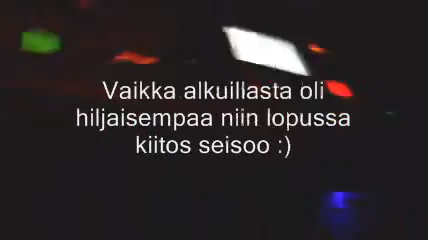 Vaikka alkuillasta oli
hiljaisempaa niin lopussa
kiitos seisoo :)